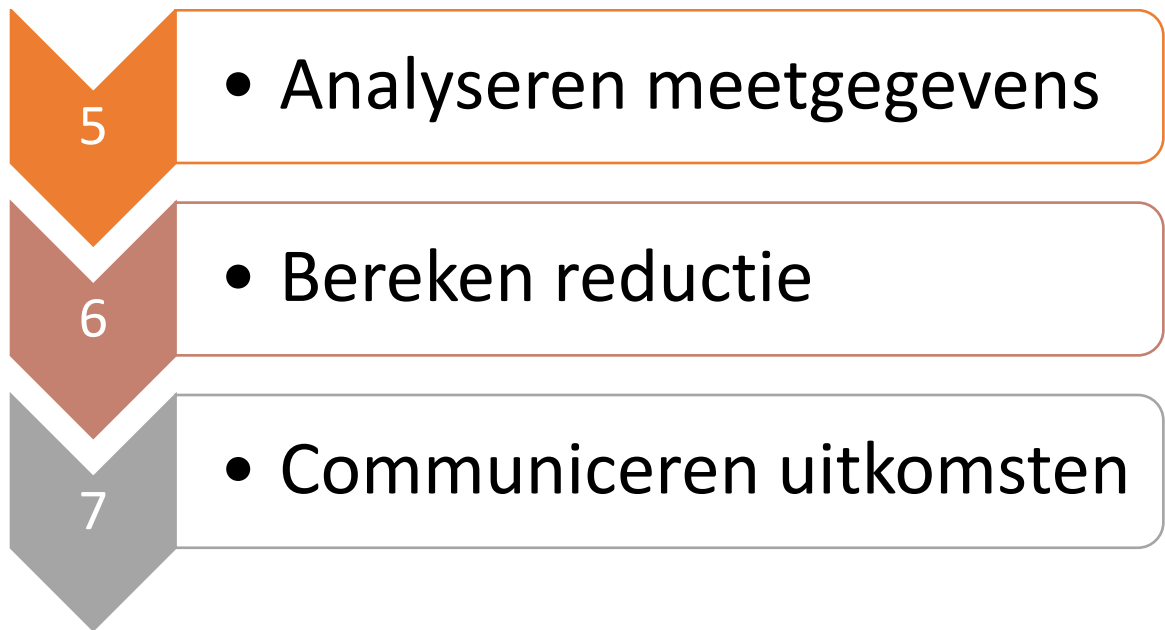 5
• Analyseren meetgegevens
6
• Bereken reductie
7
• Communiceren uitkomsten